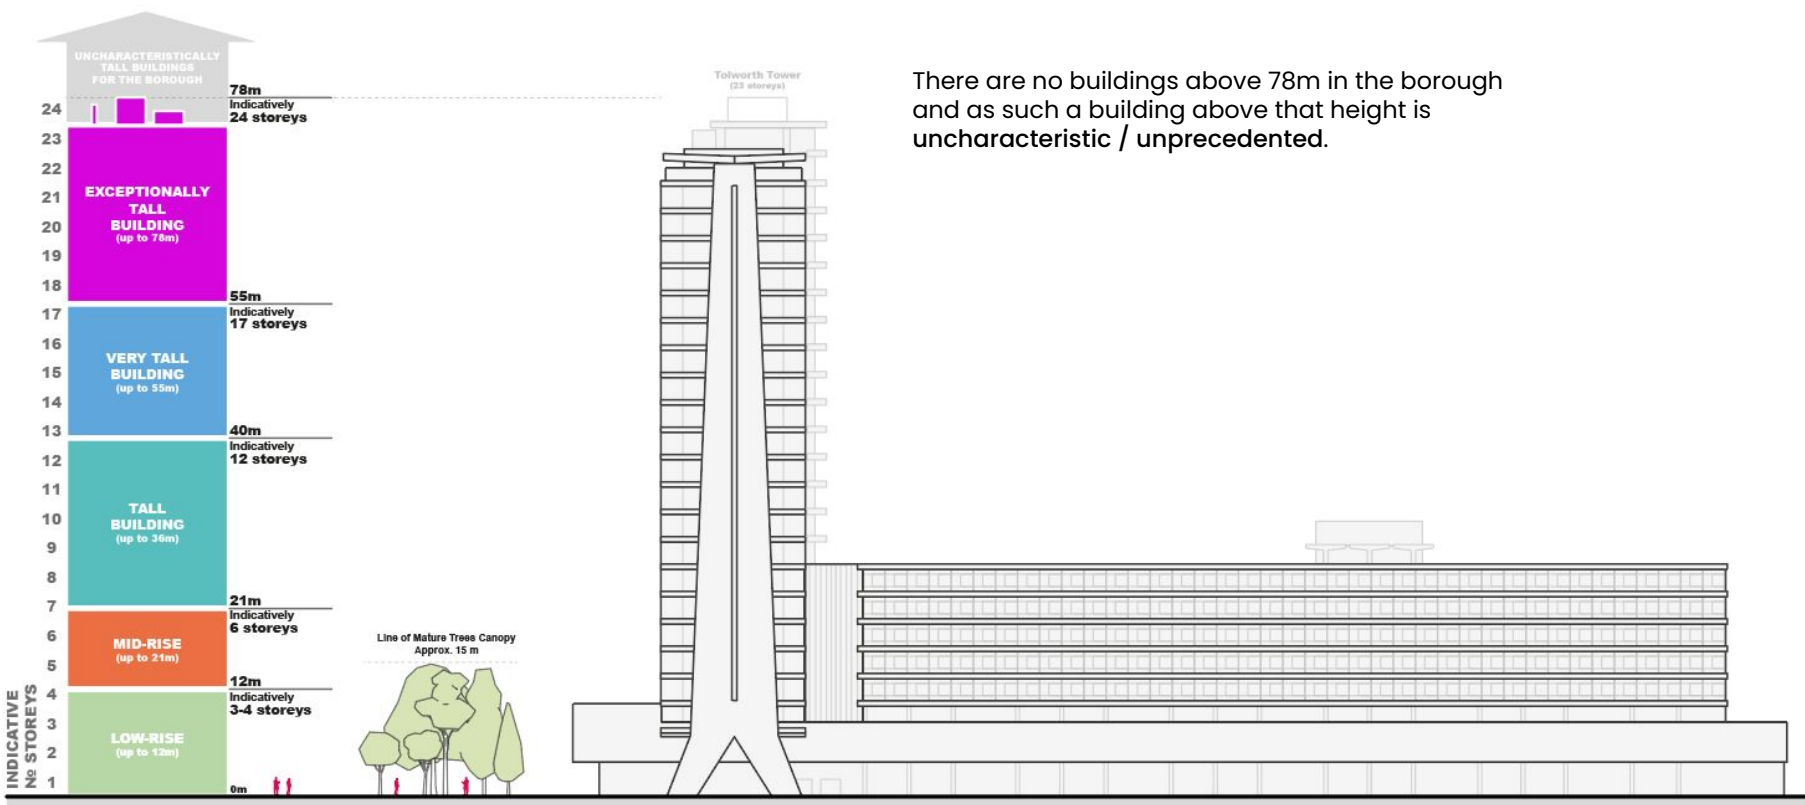 UNCHARACTERISTICALLY
TALL BUILDINGS
FOR THE BOROUGH
78m
Indicatively
24 storeys
EXCEPTIONALLY
TALL
BUILDING
(up to 78m)
55m
Indicatively
17 storeys
VERY TALL
BUILDING
(up to 55m)
40m
Indicatively
12 storeys
TALL
BUILDING
(up to 36m)
21m
Indicatively
6 storeys
MID-RISE
(up to 21m)
12m
Indicatively
3-4 storeys
LOW-RISE
(up to 12m)
0m
24
23
22
21
20
19
18
17
16
15
14
13
12
11
10
9
8
7
6
5
4
3
2
1
INDICATIVE
№ STOREYS
Line of Mature Trees Canopy
Approx. 15 m
Tolworth Tower
(23 storeys)
There are no buildings above 78m in the borough
and as such a building above that height is
uncharacteristic / unprecedented.